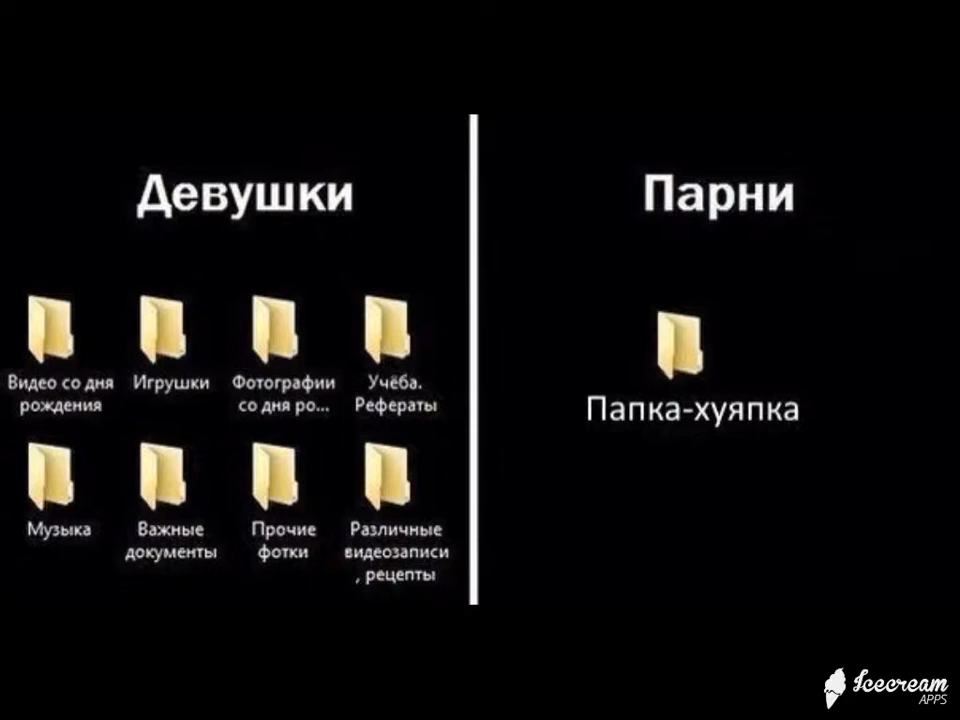 Девушки
Видео со дня
рождения
Игрушки
Фотографии
со дня ро...
Учёба.
Рефераты
Музыка
Важные
документы
Прочие
фотки
Различные
видеозаписи
, рецепты
Парни
Папка-хуяпка
Icecream
APPS